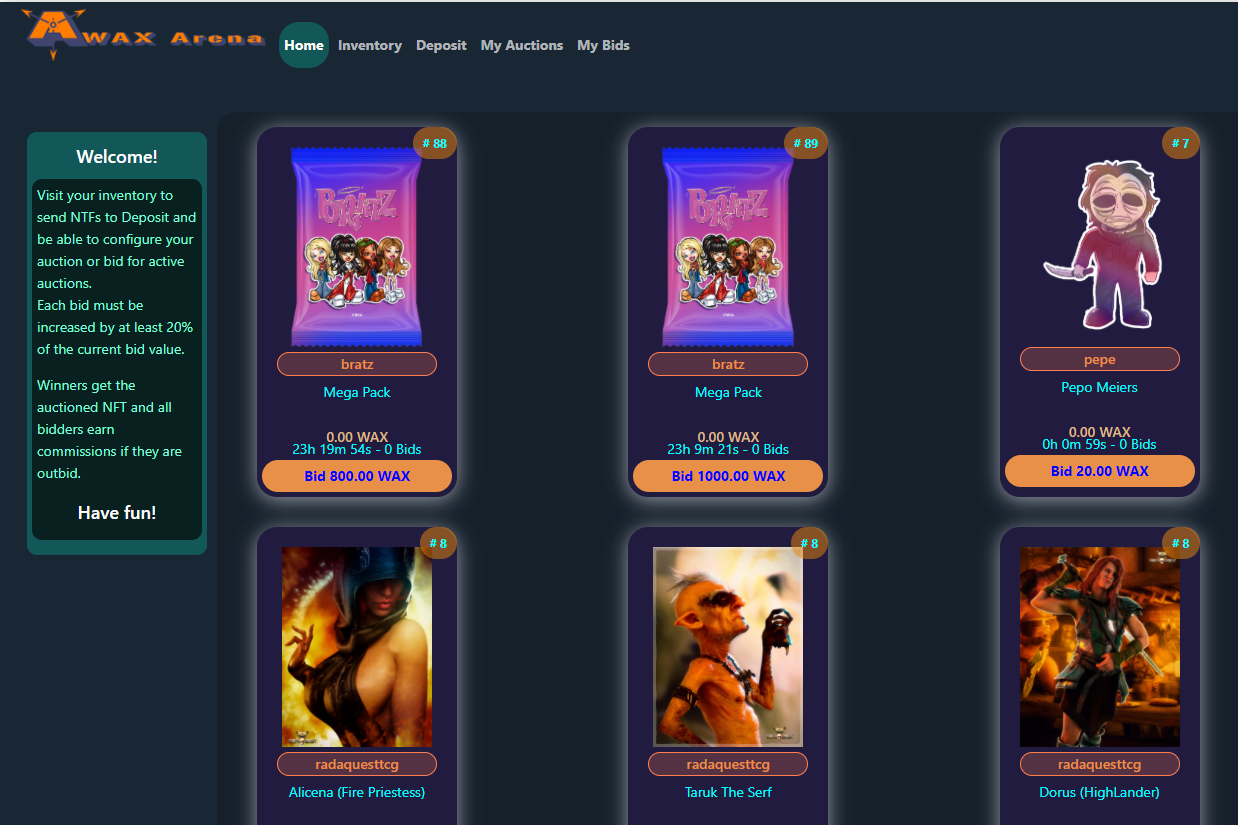 WAX Arena
Home Inventory Deposit My Auctions My Bids
Welcome!
Visit your inventory to
send NTFs to Deposit and
be able to configure your
auction or bid for active
auctions.
Each bid must be
increased by at least 20%
of the current bid value.
Winners get the
auctioned NFT and all
bidders earn
commissions if they are
outbid.
Have fun!
# 88
BRATZ
bratz
Mega Pack
0.00 WAX
23h 19m 54s - 0 Bids
Bid 800.00 WAX
# 89
BRATZ
bratz
Mega Pack
0.00 WAX
23h 9m 21s - 0 Bids
Bid 1000.00 WAX
# 7
pepe
Pepo Meiers
0.00 WAX
0h 0m 59s - 0 Bids
Bid 20.00 WAX
# 8
radaquesttcg
Alicena (Fire Priestess)
# 8
radaquesttcg
Taruk The Serf
# 8
radaquesttcg
Dorus (HighLander)